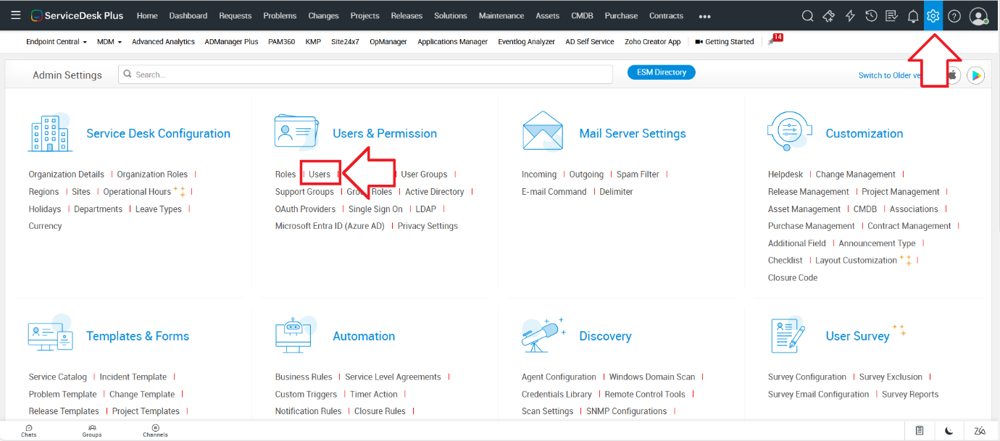 ServiceDesk Plus Home Dashboard Requests Problems Changes Projects Releases Solutions Maintenance Assets CMDB Purchase Contracts
Endpoint Central MDM Advanced Analytics ADManager Plus PAM360 KMP Site24x7 OpManager Applications Manager Eventlog Analyzer AD Self Service Zoho Creator App Getting Started 14
Admin Settings Search... ESM Directory Switch to Older
Service Desk Configuration
Organization Details | Organization Roles |
Regions | Sites | Operational Hours |
Holidays | Departments | Leave Types |
Currency
Users & Permission
Roles | Users | User Groups |
Support Groups | Roles | Active Directory |
OAuth Providers | Single Sign On | LDAP |
Microsoft Entra ID (Azure AD) | Privacy Settings
Mail Server Settings
Incoming | Outgoing | Spam Filter |
E-mail Command | Delimiter
Customization
Helpdesk | Change Management |
Release Management | Project Management |
Asset Management | CMDB | Associations |
Purchase Management | Contract Management |
Additional Field | Announcement Type |
Checklist | Layout Customization |
Closure Code
Templates & Forms
Service Catalog | Incident Template |
Problem Template | Change Template |
Release Templates | Project Templates |
Automation
Business Rules | Service Level Agreements |
Custom Triggers | Timer Action |
Notification Rules | Closure Rules |
Discovery
Agent Configuration | Windows Domain Scan |
Credentials Library | Remote Control Tools |
Scan Settings | SNMP Configurations |
User Survey
Survey Configuration | Survey Exclusion |
Survey Email Configuration | Survey Reports
Chats Groups Channels